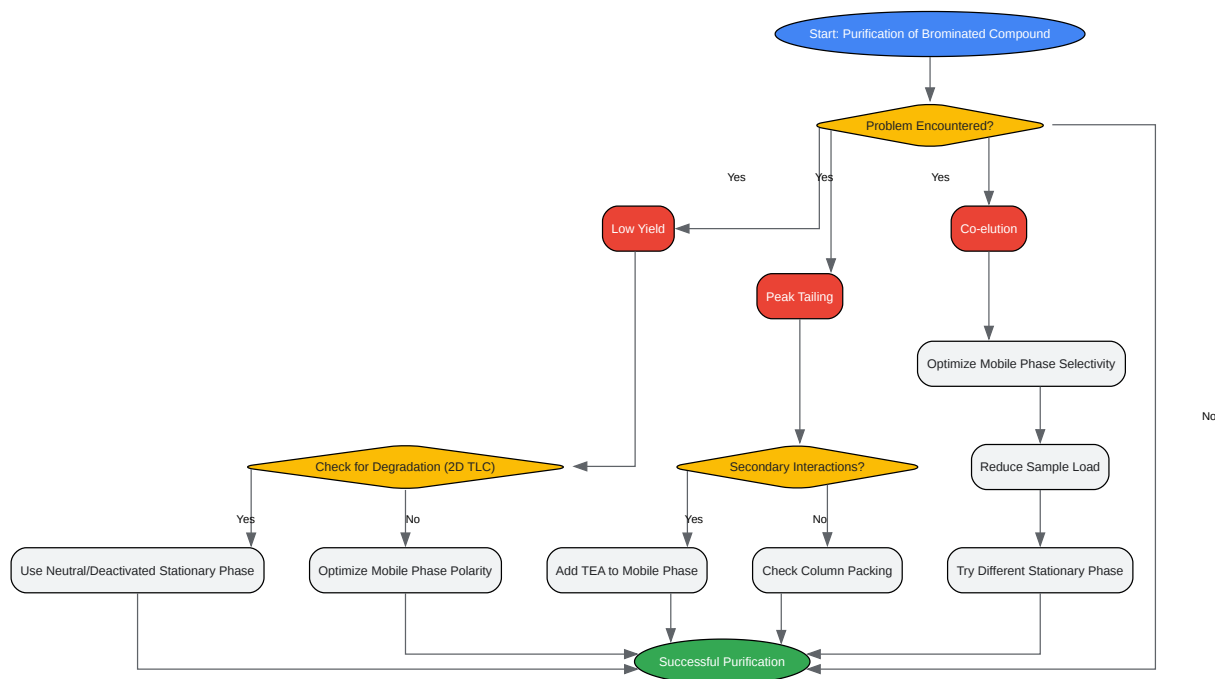 Start: Purification of Brominated Compound
Problem Encountered?
Yes
Yes
Yes
Low Yield
Co-elution
Peak Tailing
Optimize Mobile Phase Selectivity
No
Check for Degradation (2D TLC)
Secondary Interactions?
Reduce Sample Load
Yes
No
Yes
No
Use Neutral/Deactivated Stationary Phase
Optimize Mobile Phase Polarity
Add TEA to Mobile Phase
Check Column Packing
Try Different Stationary Phase
Successful Purification